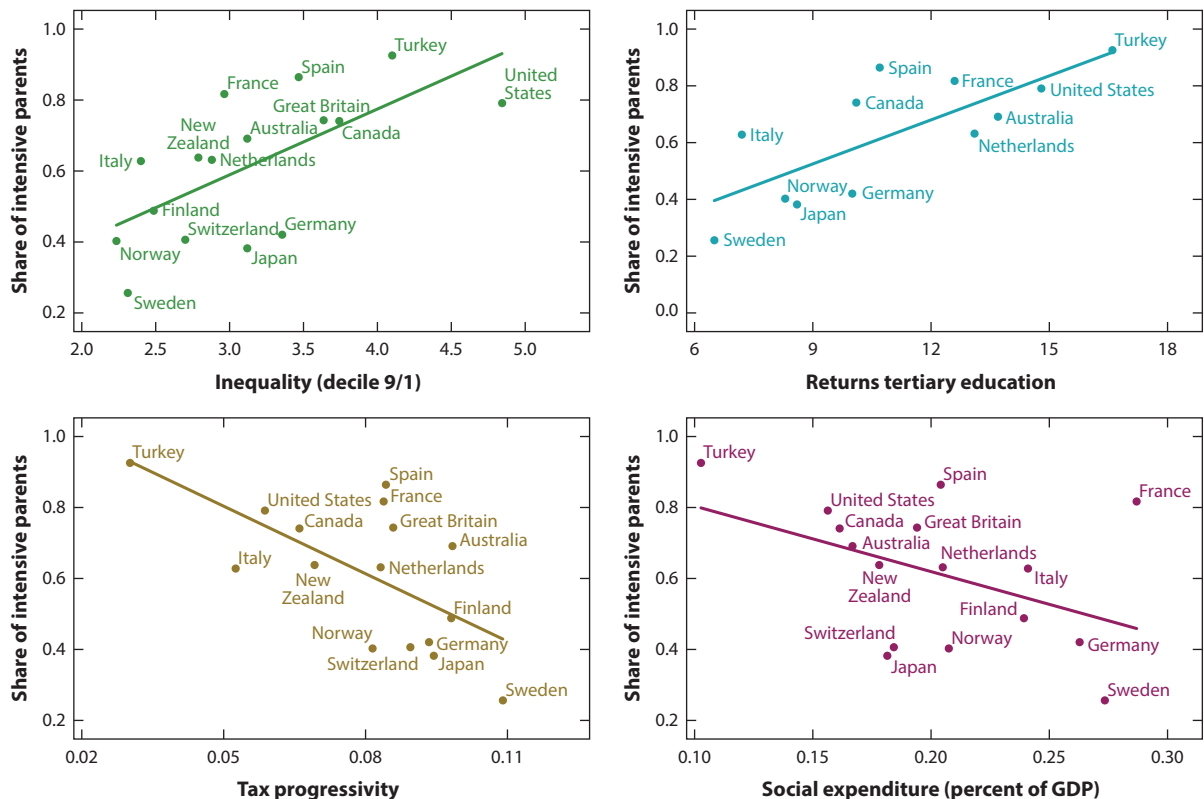 1.0
0.8
0.6
0.4
0.2
Share of intensive parents
Turkey
Spain
France
United
States
Great Britain
New
Zealand
Australia
Canada
Italy
Netherlands
Finland
Switzerland
Germany
Norway
Japan
Sweden
2.0 2.5 3.0 3.5 4.0 4.5 5.0
Inequality (decile 9/1)
1.0
0.8
0.6
0.4
0.2
0.0
Share of intensive parents
Turkey
Spain
France
United States
Canada
Australia
Italy
Netherlands
Norway
Germany
Japan
Sweden
6 9 12 15 18
Returns tertiary education
1.0
0.8
0.6
0.4
0.2
Share of intensive parents
Turkey
Spain
United States
France
Canada
Great Britain
Australia
Italy
Netherlands
New
Zealand
Finland
Norway
Germany
Switzerland
Japan
Sweden
0.02 0.05 0.08 0.11
Tax progressivity
1.0
0.8
0.6
0.4
0.2
Share of intensive parents
Turkey
Spain
France
United States
Canada
Great Britain
Australia
Netherlands
New
Zealand
Italy
Finland
Switzerland
Norway
Germany
Japan
Sweden
0.10 0.15 0.20 0.25 0.30
Social expenditure (percent of GDP)